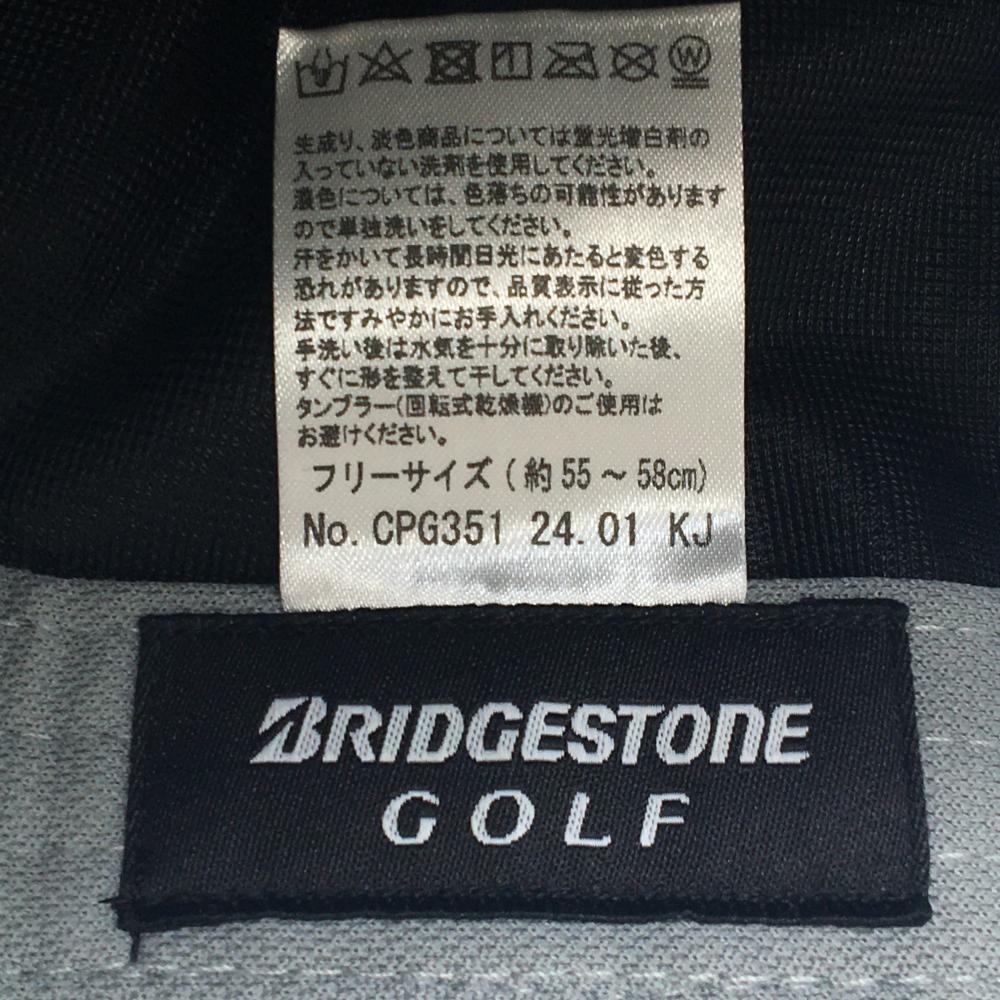 W
生成り、淡色商品については蛍光増白剤の
入っていない洗剤を使用してください。
濃色については、色落ちの可能性があります
ので単独洗いをしてください。
汗をかいて長時間日光にあたると変色する
恐れがありますので、品質表示に従った方
法ですみやかにお手入れください。
手洗い後は水気を十分に取り除いた後、
すぐに形を整えて干してください。
タンブラー(回転式乾燥機)のご使用は
お避けください。
フリーサイズ(約55~58cm)
No. CPG351 24.01 KJ
BRIDGESTONE
GOLF